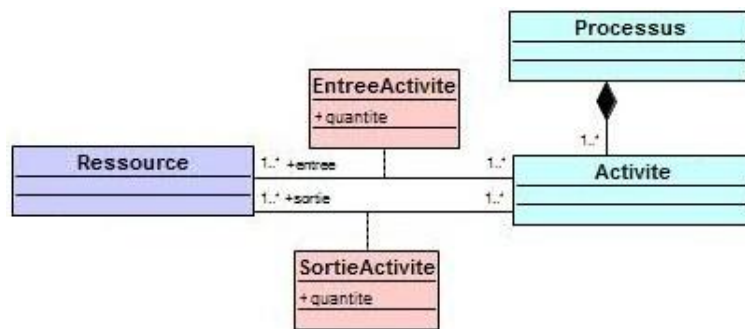 Processus
EntreeActivite
+ quantite
1..*
Ressource
1..* +entree
1..*
Activite
1..* +sortie
1..*
SortieActivite
+ quantite